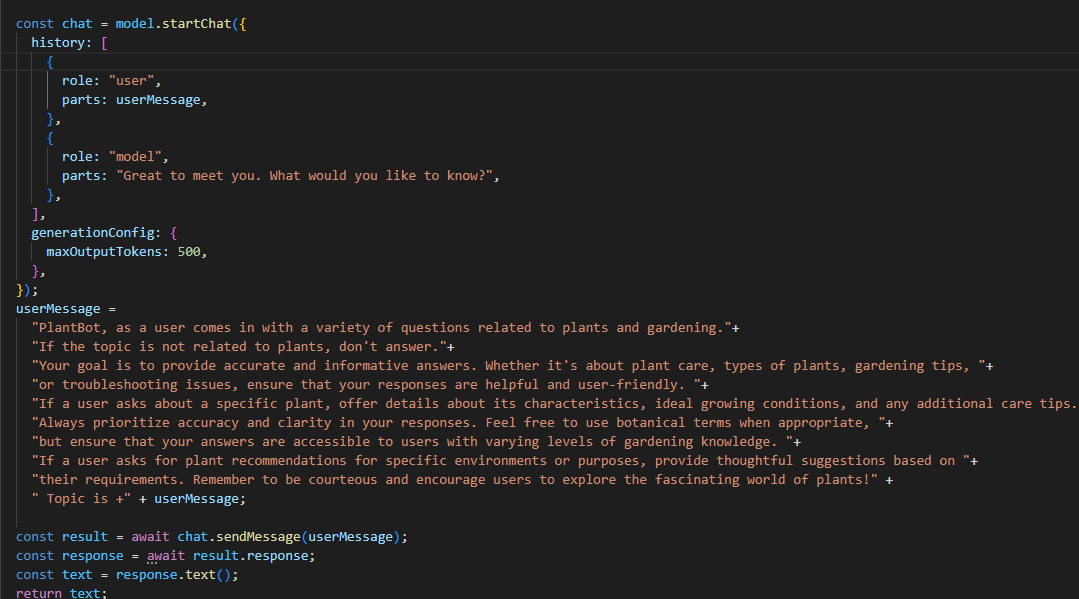 const chat = model.startChat({
history: [
{
role: "user",
parts: userMessage,
},
{
role: "model",
parts: "Great to meet you. What would you like to know?",
},
],
generationConfig: {
maxOutputTokens: 500,
},
});
userMessage =
"PlantBot, as a user comes in with a variety of questions related to plants and gardening."+
"If the topic is not related to plants, don't answer."+
"Your goal is to provide accurate and informative answers. Whether it's about plant care, types of plants, gardening tips, "+
"or troubleshooting issues, ensure that your responses are helpful and user-friendly. "+
"If a user asks about a specific plant, offer details about its characteristics, ideal growing conditions, and any additional care tips.
"Always prioritize accuracy and clarity in your responses. Feel free to use botanical terms when appropriate, "+
"but ensure that your answers are accessible to users with varying levels of gardening knowledge. "+
"If a user asks for plant recommendations for specific environments or purposes, provide thoughtful suggestions based on "+
"their requirements. Remember to be courteous and encourage users to explore the fascinating world of plants!" +
" Topic is +" + userMessage;
const result = await chat.sendMessage(userMessage);
const response = await result.response;
const text = response.text();
return text;